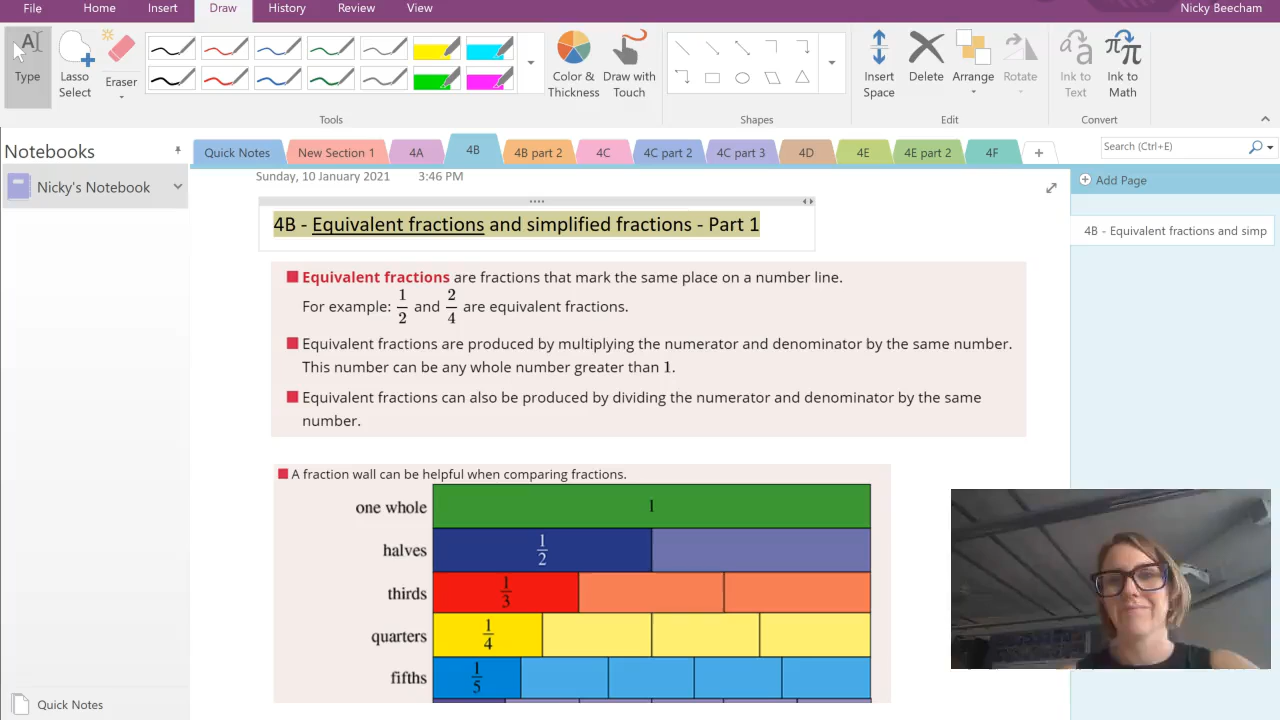 File Home Insert Draw History Review View Nicky Beecham
Type
Lasso
Select
Eraser
Color &
Thickness
Draw with
Touch
Insert
Space
Delete
Arrange
Rotate
Ink to
Text
Ink to
Math
Tools Shapes Edit Convert
Notebooks
Quick Notes New Section 1 4A 4B 4B part 2 4C 4C part 2 4C part 3 4D 4E 4E part 2 4F +
Search (Ctrl+E)
Nicky's Notebook
Sunday, 10 January 2021 3:46 PM
Add Page
4B - Equivalent fractions and simp
4B - Equivalent fractions and simplified fractions - Part 1
Equivalent fractions are fractions that mark the same place on a number line.
For example: 1/2 and 2/4 are equivalent fractions.
Equivalent fractions are produced by multiplying the numerator and denominator by the same number.
This number can be any whole number greater than 1.
Equivalent fractions can also be produced by dividing the numerator and denominator by the same
number.
A fraction wall can be helpful when comparing fractions.
one whole 1
halves 1/2
thirds 1/3
quarters 1/4
fifths 1/5
Quick Notes